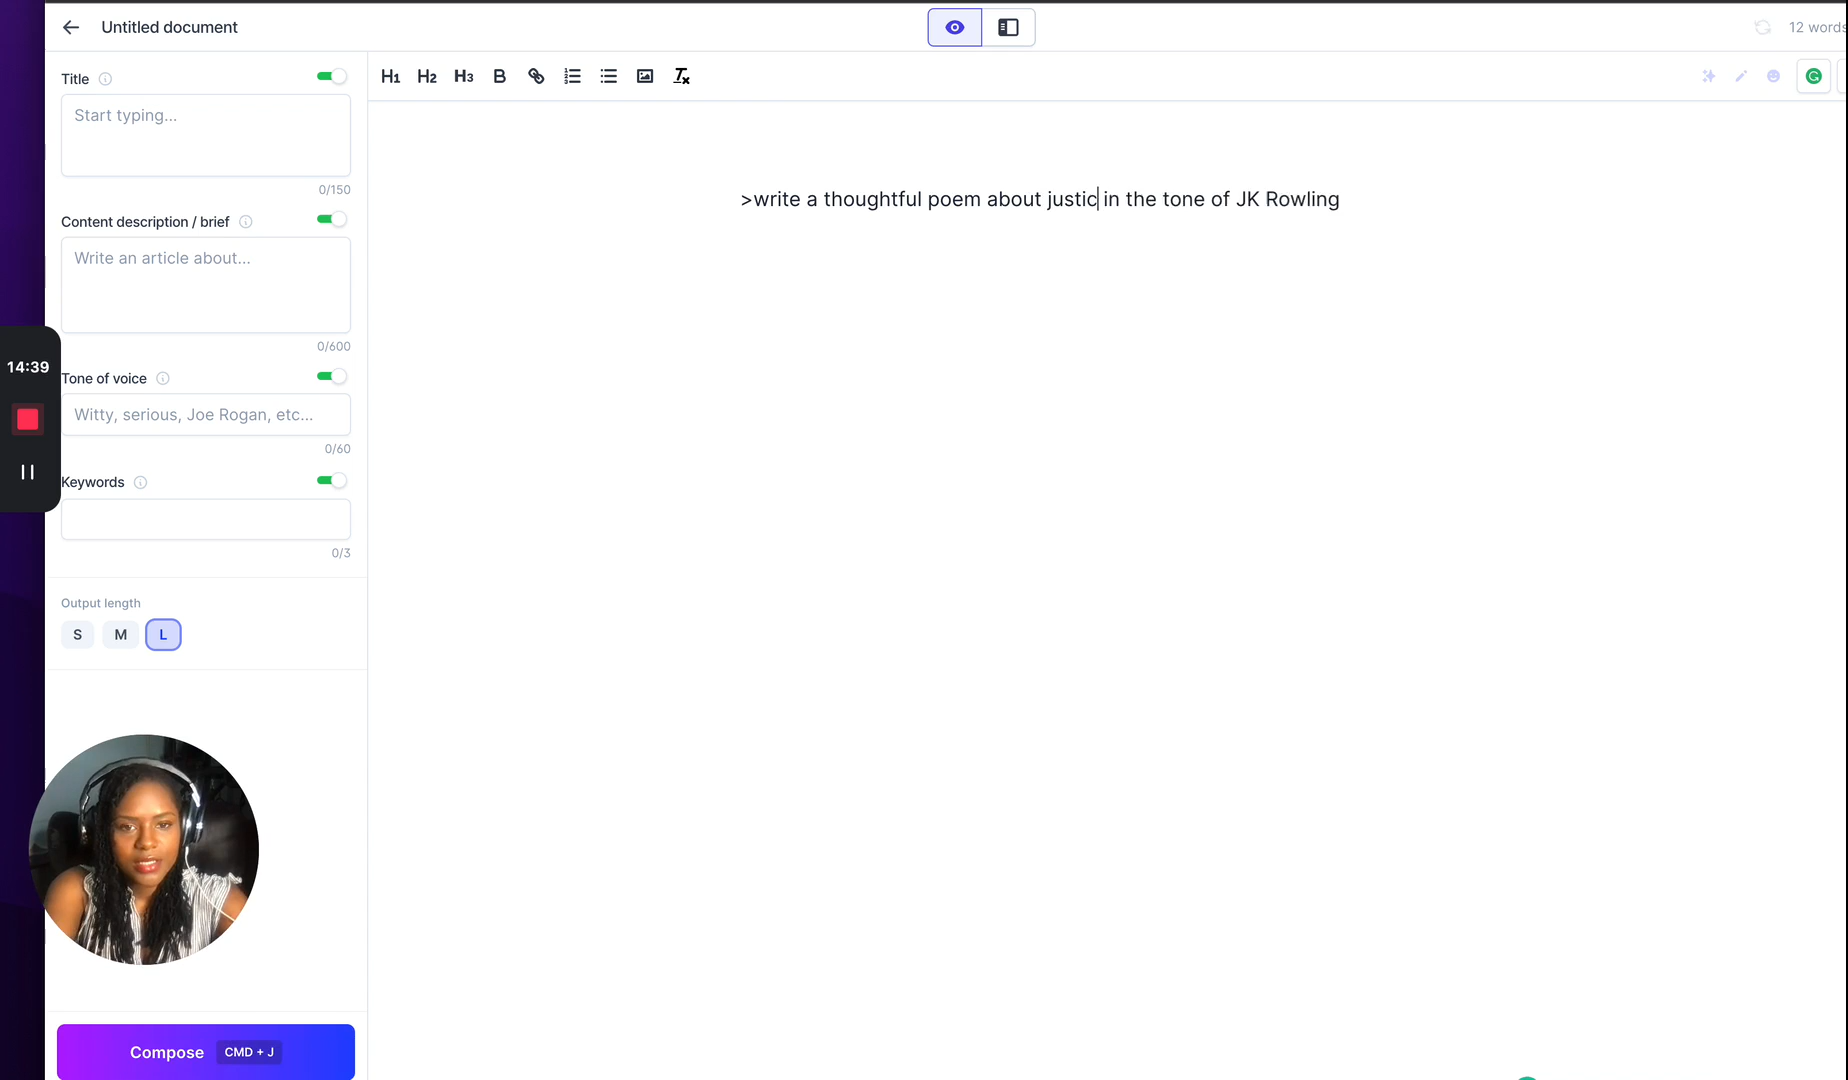 Untitled document
12 words
Title
Start typing...
0/150
Content description / brief
Write an article about...
0/600
Tone of voice
Witty, serious, Joe Rogan, etc...
0/60
Keywords
0/3
Output length
S M L
Compose CMD + J
14:39
H1 H2 H3 B
>write a thoughtful poem about justic in the tone of JK Rowling